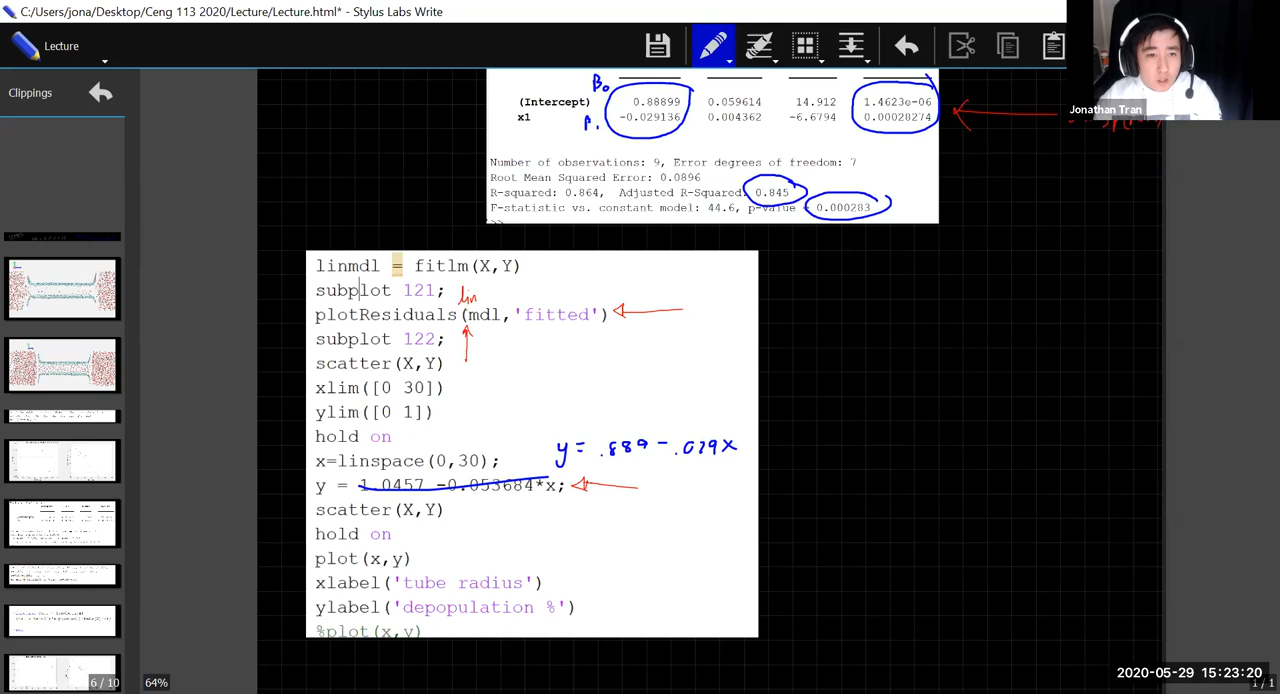 C:/Users/jona/Desktop/Ceng 113 2020/Lecture/Lecture.html* - Stylus Labs Write
Lecture
Clippings
Jonathan Tran
β₀
(Intercept) 0.88899 0.059614 14.912 1.4623e-06
β₁ x1 -0.029136 0.004362 -6.6794 0.00028274
Number of observations: 9, Error degrees of freedom: 7
Root Mean Squared Error: 0.0896
R-squared: 0.864, Adjusted R-Squared 0.845
F-statistic vs. constant model: 44.6, p-value = 0.000283
>>
linmdl = fitlm(X,Y)
subplot 121;
lin
plotResiduals(mdl,'fitted')
subplot 122;
scatter(X,Y)
xlim([0 30])
ylim([0 1])
hold on
y = .889 - .029x
x=linspace(0,30);
y = 1.0457 -0.053684*x;
scatter(X,Y)
hold on
plot(x,y)
xlabel('tube radius')
ylabel('depopulation %')
%plot(x,y)
6/10
64%
2020-05-29 15:23:20
1/1